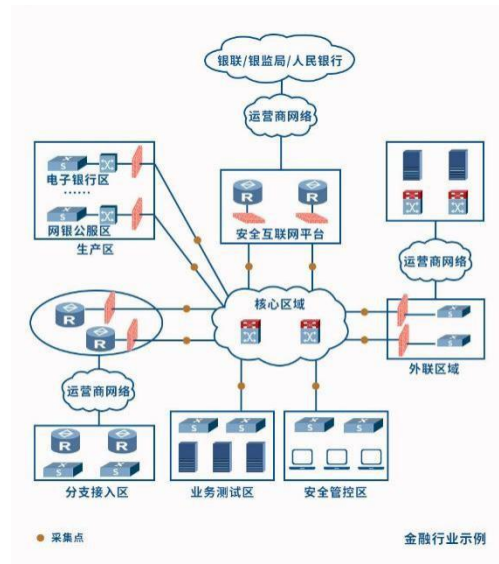 银联/银监局/人民银行
运营商网络
S
电子银行区
......
S
网银公服区
生产区
R
R
安全互联网平台
运营商网络
核心区域
R
R
运营商网络
S
S
外联区域
R
R
S
S
分支接入区
S
S
业务测试区
S
S
安全管控区
采集点
金融行业示例